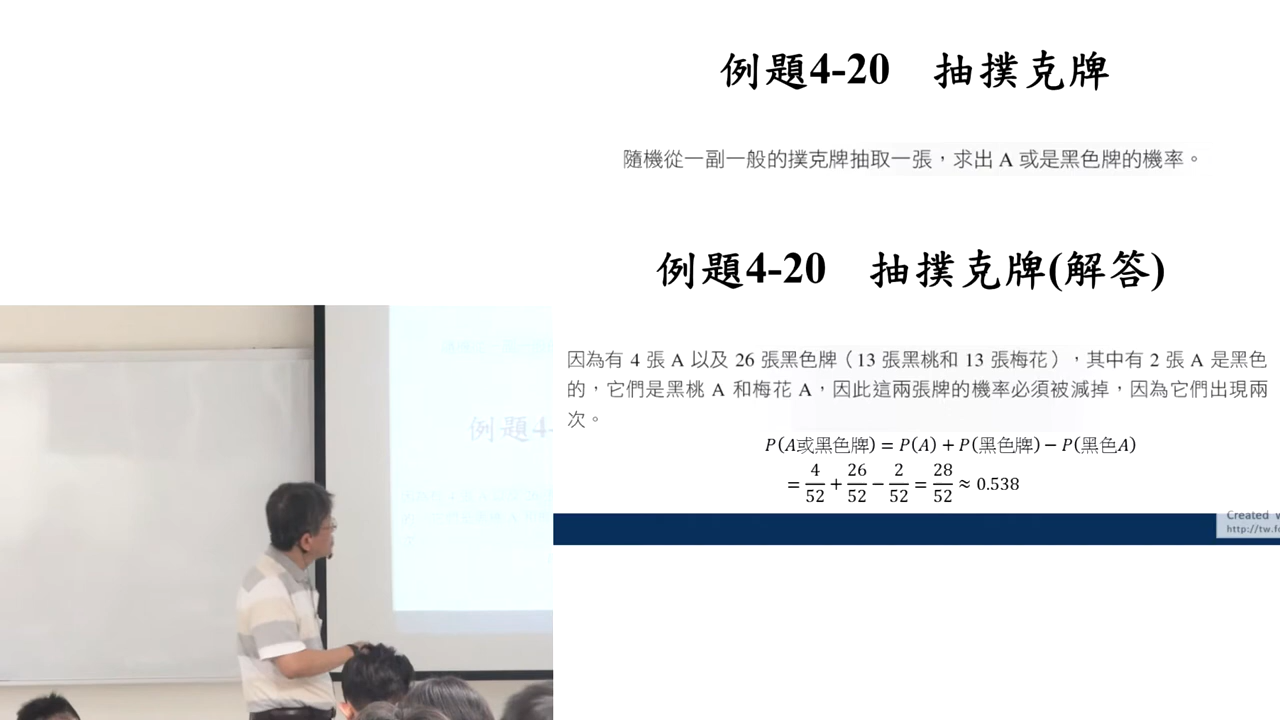 例題4-20 抽撲克牌
隨機從一副一般的撲克牌抽取一張，求出 A 或是黑色牌的機率。
例題4-20 抽撲克牌(解答)
因為有 4 張 A 以及 26 張黑色牌（13 張黑桃和 13 張梅花），其中有 2 張 A 是黑色
的，它們是黑桃 A 和梅花 A，因此這兩張牌的機率必須被減掉，因為它們出現兩
次。
P(A或黑色牌) = P(A) + P(黑色牌) − P(黑色A)
= 4/52 + 26/52 − 2/52 = 28/52 ≈ 0.538
Created
http://tw.
例題4-